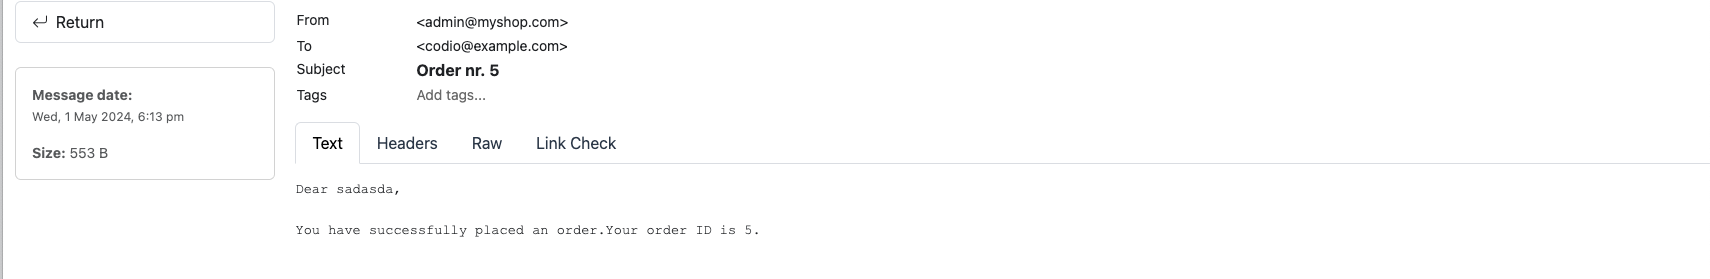 Return
Message date:
Wed, 1 May 2024, 6:13 pm
Size: 553 B
From <admin@myshop.com>
To <codio@example.com>
Subject Order nr. 5
Tags Add tags...
Text Headers Raw Link Check
Dear sadasda,
You have successfully placed an order.Your order ID is 5.